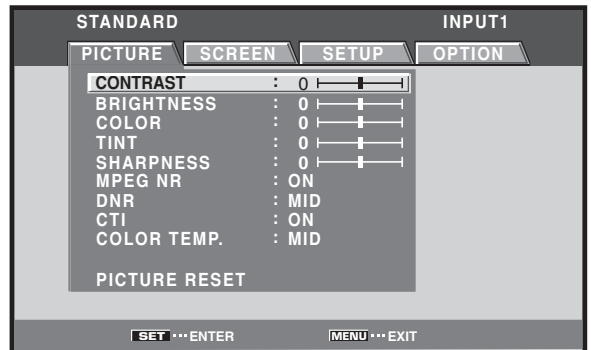 STANDARD INPUT1
PICTURE SCREEN SETUP OPTION
CONTRAST : 0
BRIGHTNESS : 0
COLOR : 0
TINT : 0
SHARPNESS : 0
MPEG NR : ON
DNR : MID
CTI : ON
COLOR TEMP. : MID
PICTURE RESET
SET ••• ENTER MENU ••• EXIT